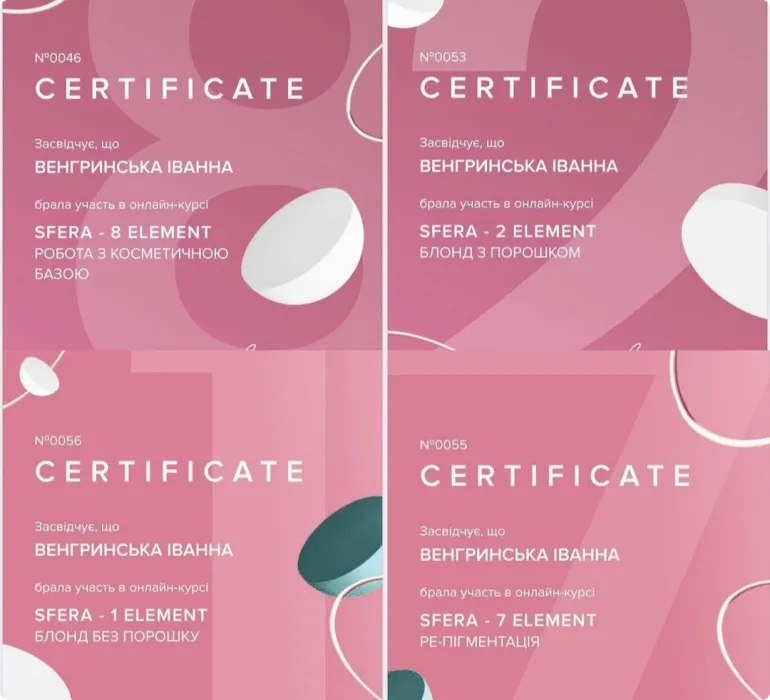 №0046
CERTIFICATE
Засвідчує, що
ВЕНГРИНСЬКА ІВАННА
брала участь в онлайн-курсі
SFERA - 8 ELEMENT
РОБОТА З КОСМЕТИЧНОЮ
БАЗОЮ
№0053
CERTIFICATE
Засвідчує, що
ВЕНГРИНСЬКА ІВАННА
брала участь в онлайн-курсі
SFERA - 2 ELEMENT
БЛОНД З ПОРОШКОМ
№0056
CERTIFICATE
Засвідчує, що
ВЕНГРИНСЬКА ІВАННА
брала участь в онлайн-курсі
SFERA - 1 ELEMENT
БЛОНД БЕЗ ПОРОШКУ
№0055
CERTIFICATE
Засвідчує, що
ВЕНГРИНСЬКА ІВАННА
брала участь в онлайн-курсі
SFERA - 7 ELEMENT
РЕ-ПІГМЕНТАЦІЯ